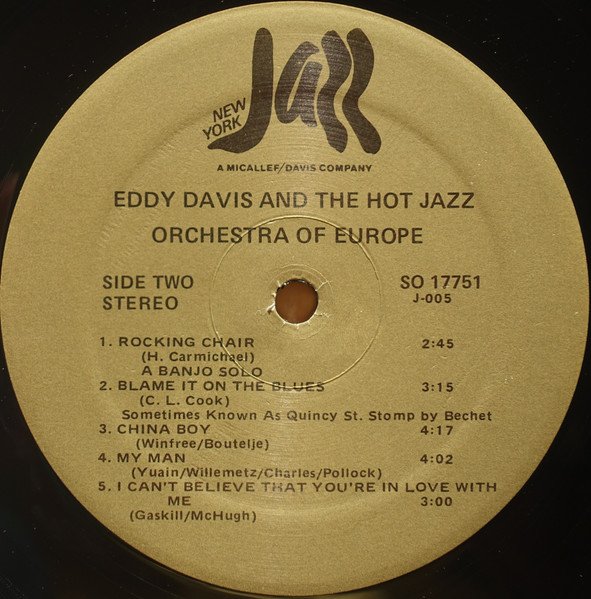 NEW YORK Jazz
A MICALLEF/DAVIS COMPANY
EDDY DAVIS AND THE HOT JAZZ
ORCHESTRA OF EUROPE
SIDE TWO SO 17751
STEREO J-005
1. ROCKING CHAIR 2:45
(H. Carmichael)
A BANJO SOLO
2. BLAME IT ON THE BLUES 3:15
(C. L. Cook)
Sometimes Known As Quincy St. Stomp by Bechet
3. CHINA BOY 4:17
(Winfree/Boutelje)
4. MY MAN 4:02
(Yuain/Willemetz/Charles/Pollock)
5. I CAN'T BELIEVE THAT YOU'RE IN LOVE WITH
ME 3:00
(Gaskill/McHugh)